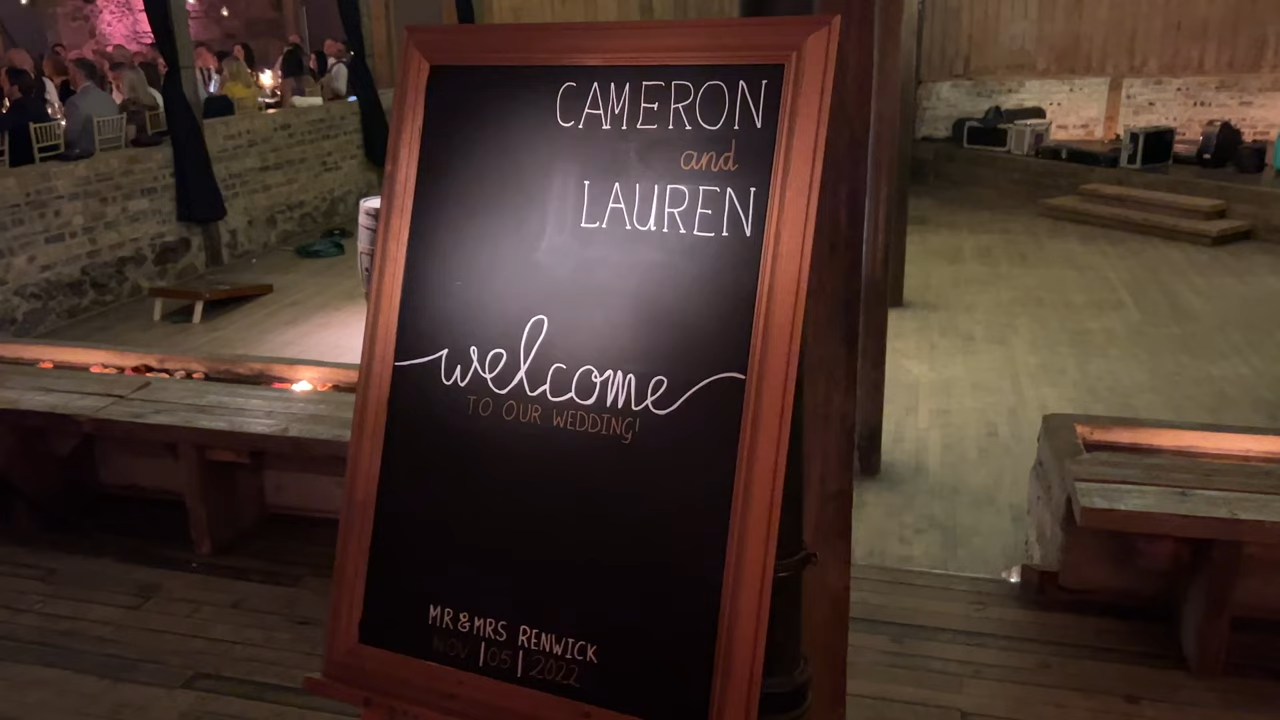 CAMERON
and
LAUREN
welcome
TO OUR WEDDING!
MR & MRS RENWICK
NOV | 05 | 2022